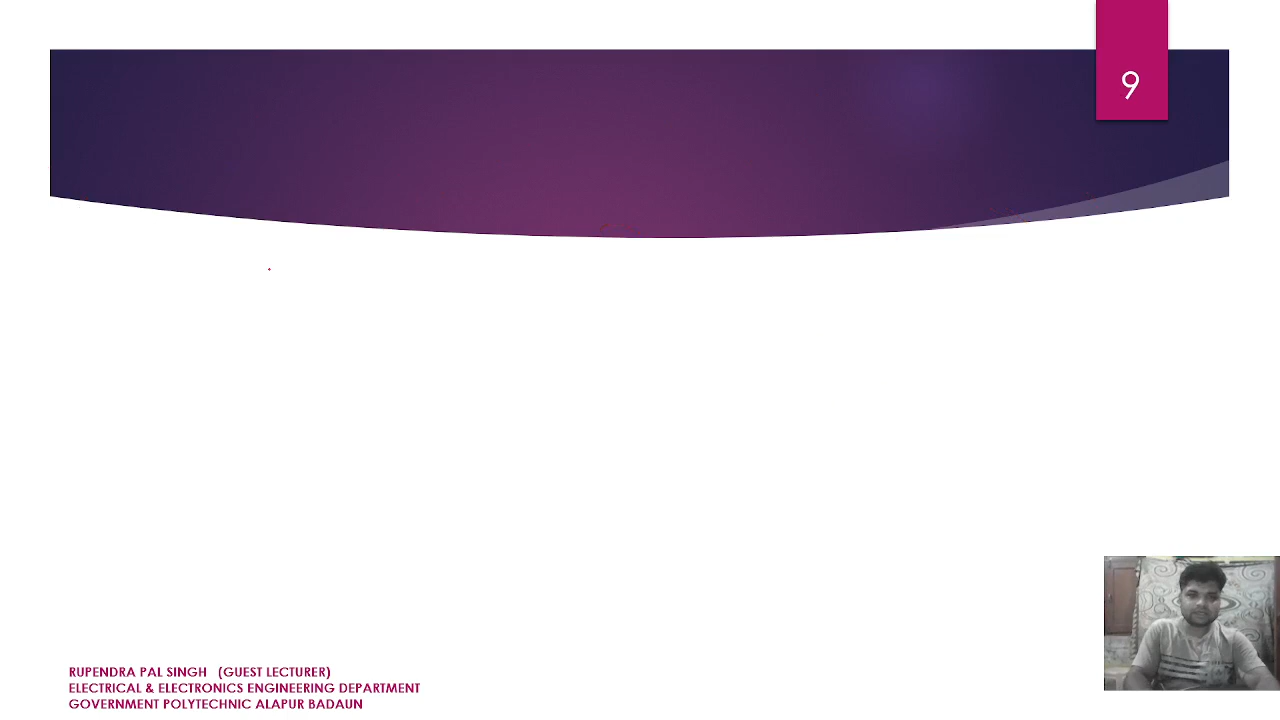 9
RUPENDRA PAL SINGH (GUEST LECTURER)
ELECTRICAL & ELECTRONICS ENGINEERING DEPARTMENT
GOVERNMENT POLYTECHNIC ALAPUR BADAUN